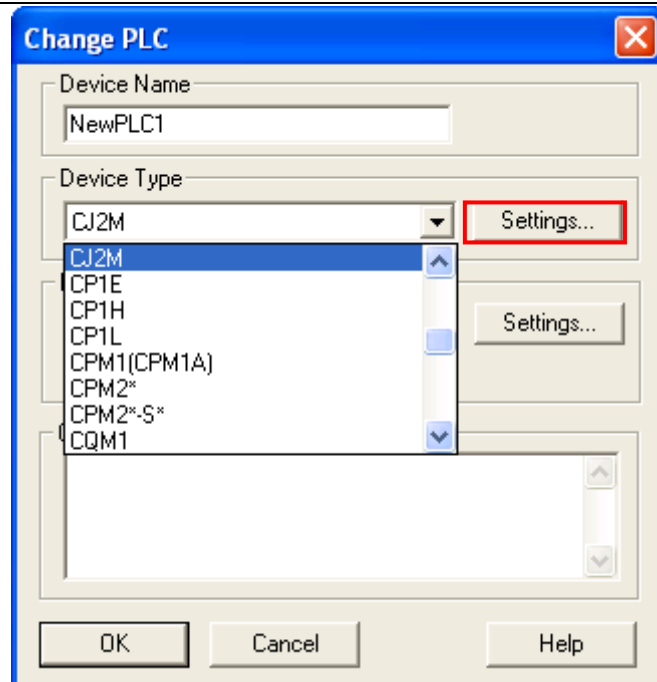 Change PLC
Device Name
NewPLC1
Device Type
CJ2M
Settings...
CJ2M
CP1E
CP1H
CP1L
Settings...
CPM1(CPM1A)
CPM2*
CPM2*-S*
CQM1
OK
Cancel
Help